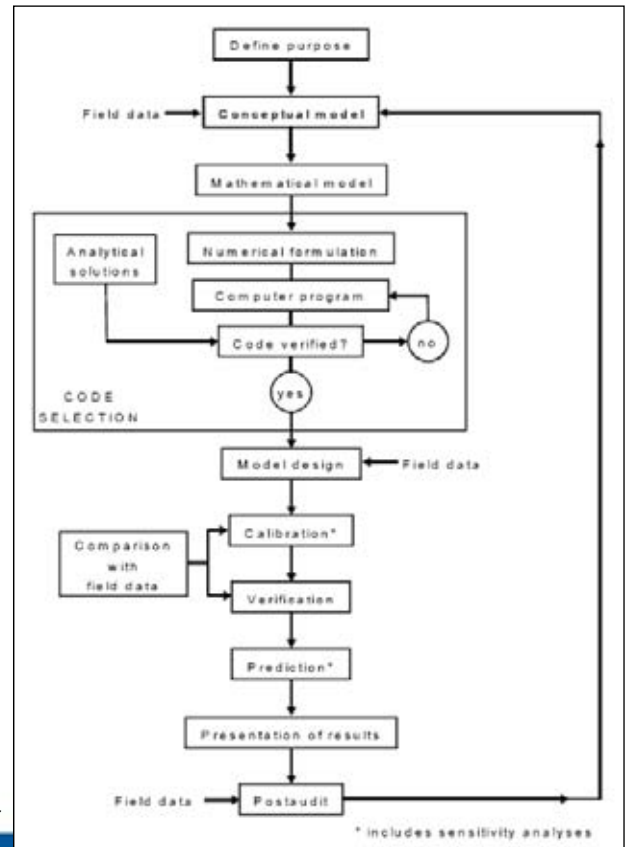 Define purpose
Field data
Conceptual model
Mathematical model
Analytical
solutions
Numerical formulation
Computer program
Code verified?
no
yes
CODE
SELECTION
Model design
Field data
Calibration*
Comparison
with
field data
Verification
Prediction*
Presentation of results
Field data
Postaudit
* includes sensitivity analyses